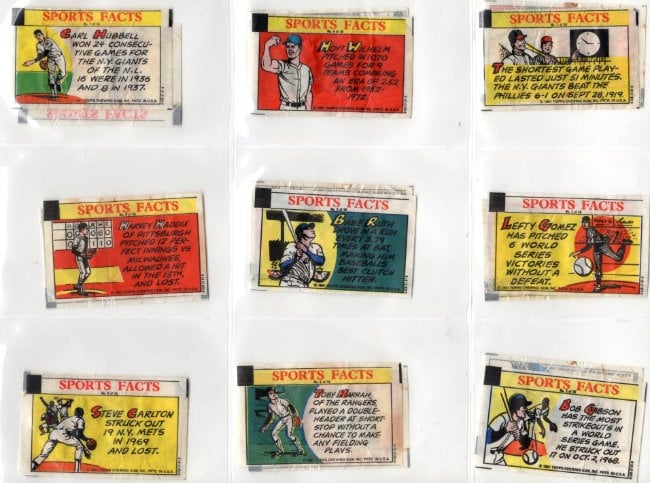 SPORTS FACTS
CARL HUBBELL
WON 24 CONSECU-
TIVE GAMES FOR
THE N.Y. GIANTS
OF THE N.L.
16 WERE IN 1936
AND 8 IN 1937.
SPORTS FACTS
SPORTS FACTS
HOYT WILHELM
PITCHED IN 1070
GAMES FOR 9
TEAMS COMPILING
AN ERA OF 2.52
FROM 1952-
1972.
SPORTS FACTS
THE SHORTEST GAME PLAY-
ED LASTED JUST 51 MINUTES.
THE N.Y. GIANTS BEAT THE
PHILLIES 6-1 ON SEPT 28, 1919.
SPORTS FACTS
HARVEY HADDIX
OF PITTSBURGH
PITCHED 12 PER-
FECT INNINGS VS
MILWAUKEE,
ALLOWED A HIT
IN THE 13TH,
AND LOST.
SPORTS FACTS
BABE RUTH
DROVE IN A RUN
EVERY 3.79
TIMES AT BAT,
MAKING HIM
BASEBALL'S
BEST CLUTCH
HITTER.
SPORTS FACTS
LEFTY GOMEZ
HAS PITCHED
6 WORLD
SERIES
VICTORIES
WITHOUT A
DEFEAT.
SPORTS FACTS
STEVE CARLTON
STRUCK OUT
19 N.Y. METS
IN 1969
AND LOST.
SPORTS FACTS
TOBY HARRAH,
OF THE RANGERS,
PLAYED A DOUBLE-
HEADER AT SHORT-
STOP WITHOUT A
CHANCE TO MAKE
ANY FIELDING
PLAYS.
SPORTS FACTS
BOB GIBSON
HAS THE MOST
STRIKEOUTS IN
A WORLD
SERIES GAME.
HE STRUCK OUT
17 ON OCT. 2, 1968.